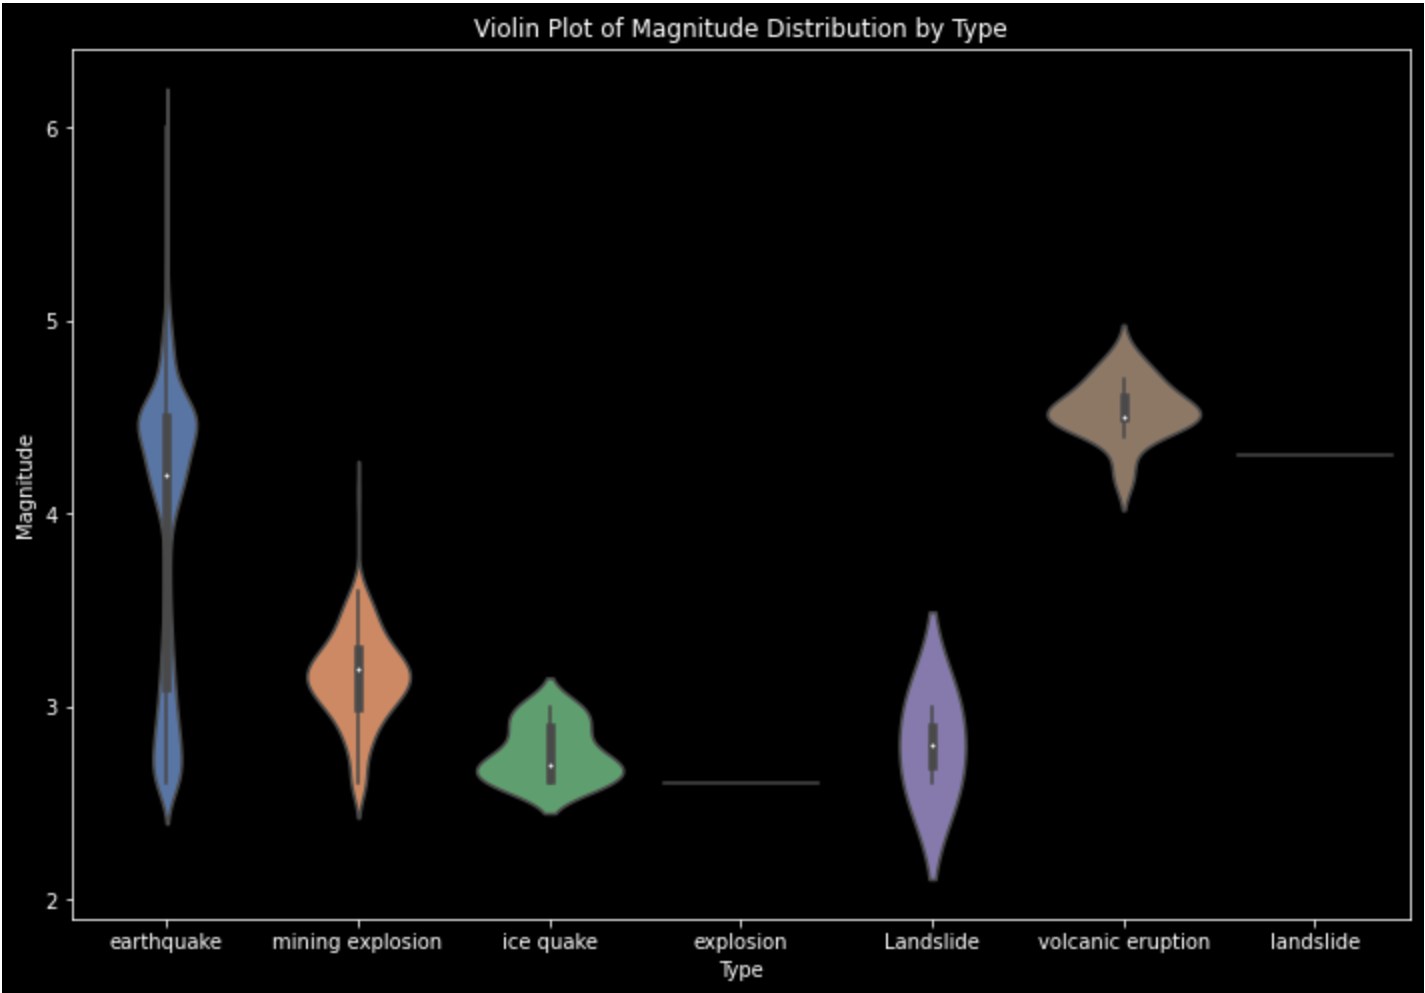 Violin Plot of Magnitude Distribution by Type
6
5
4
3
2
Magnitude
earthquake mining explosion ice quake explosion Landslide volcanic eruption landslide
Type